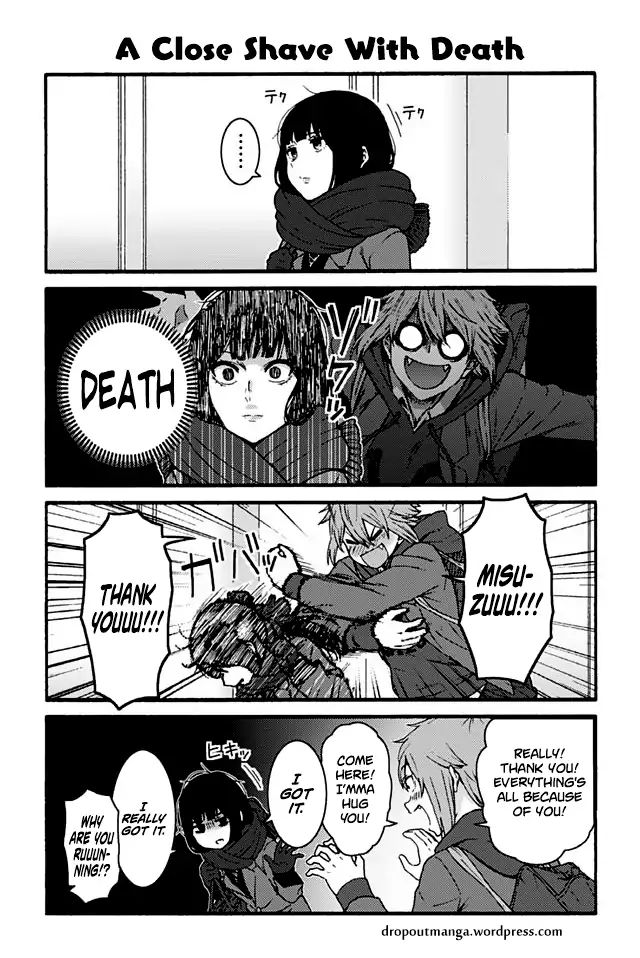 A Close Shave With Death
テク
テク
......
DEATH
ゾクッ
MISU-
ZUUU!!!
ガバッ
THANK
YOUUU!!!
REALLY!
THANK YOU!
EVERYTHING'S
ALL BECAUSE
OF YOU!
COME
HERE!
I'MMA
HUG
YOU!
I
GOT
IT.
ヒキッ
I
REALLY
GOT IT.
WHY
ARE YOU
RUUUN-
NING!?
dropoutmanga.wordpress.com